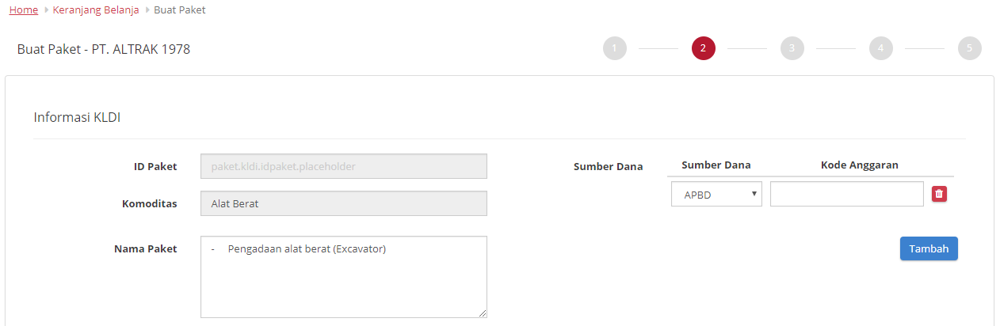 Home Keranjang Belanja Buat Paket
Buat Paket - PT. ALTRAK 1978
1 2 3 4 5
Informasi KLDI
ID Paket paket.kldi.idpaket.placeholder
Sumber Dana Sumber Dana Kode Anggaran
Komoditas Alat Berat
APBD
Nama Paket - Pengadaan alat berat (Excavator)
Tambah